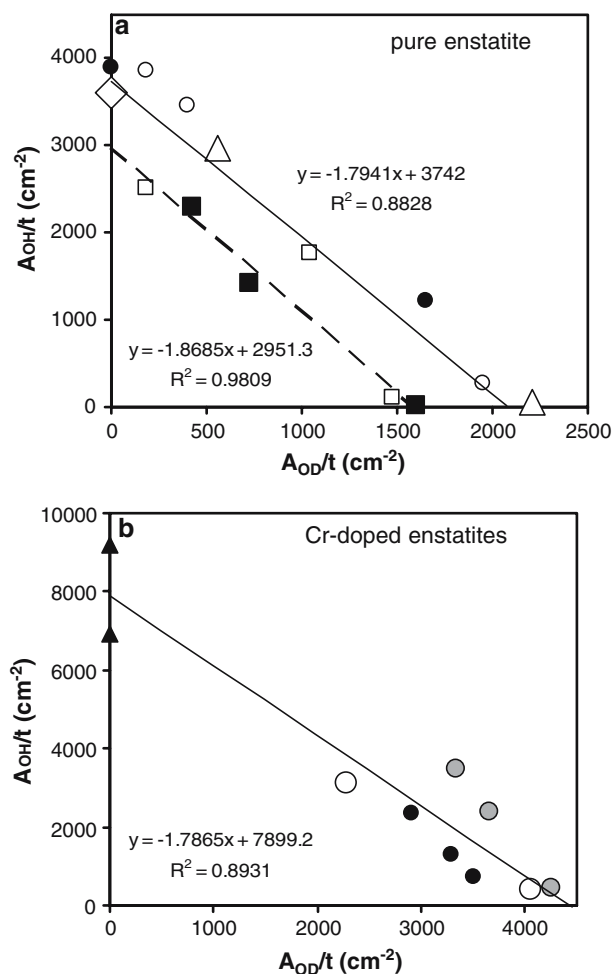 a
pure enstatite
4000
3000
2000
1000
0
y = -1.7941x + 3742
R² = 0.8828
y = -1.8685x + 2951.3
R² = 0.9809
0 500 1000 1500 2000 2500
AOH/t (cm⁻²)
AOD/t (cm⁻²)
b
Cr-doped enstatites
10000
8000
6000
4000
2000
0
y = -1.7865x + 7899.2
R² = 0.8931
0 2000 3000 4000
AOH/t (cm⁻²)
AOD/t (cm⁻²)